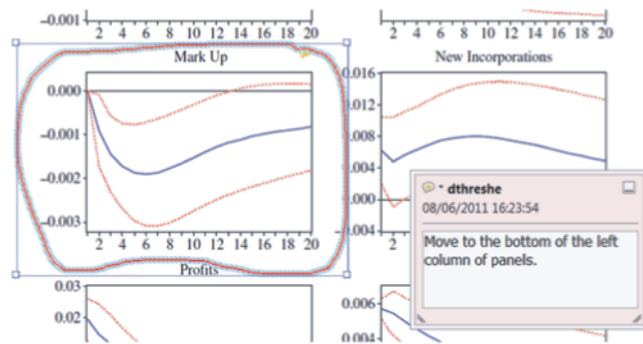 −0.001
2 4 6 8 10 12 14 16 18 20
2 4 6 8 10 12 14 16 18 20
Mark Up
New Incorporations
0.000
−0.001
−0.002
−0.003
2 4 6 8 10 12 14 16 18 20
0.016
0.012
0.008
0.004
0.000
0.004
2 4
dthreshe
08/06/2011 16:23:54
Move to the bottom of the left
column of panels.
Profits
0.03
0.02
0.006
0.004